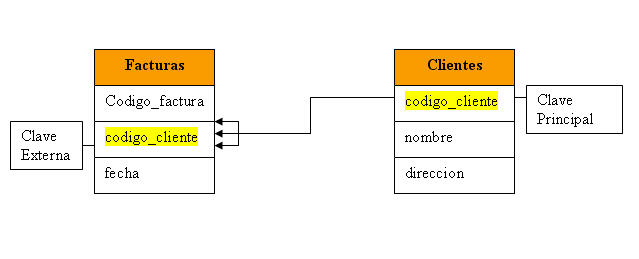 Facturas
Codigo_factura
codigo_cliente
fecha
Clave
Externa
Clientes
codigo_cliente
nombre
direccion
Clave
Principal